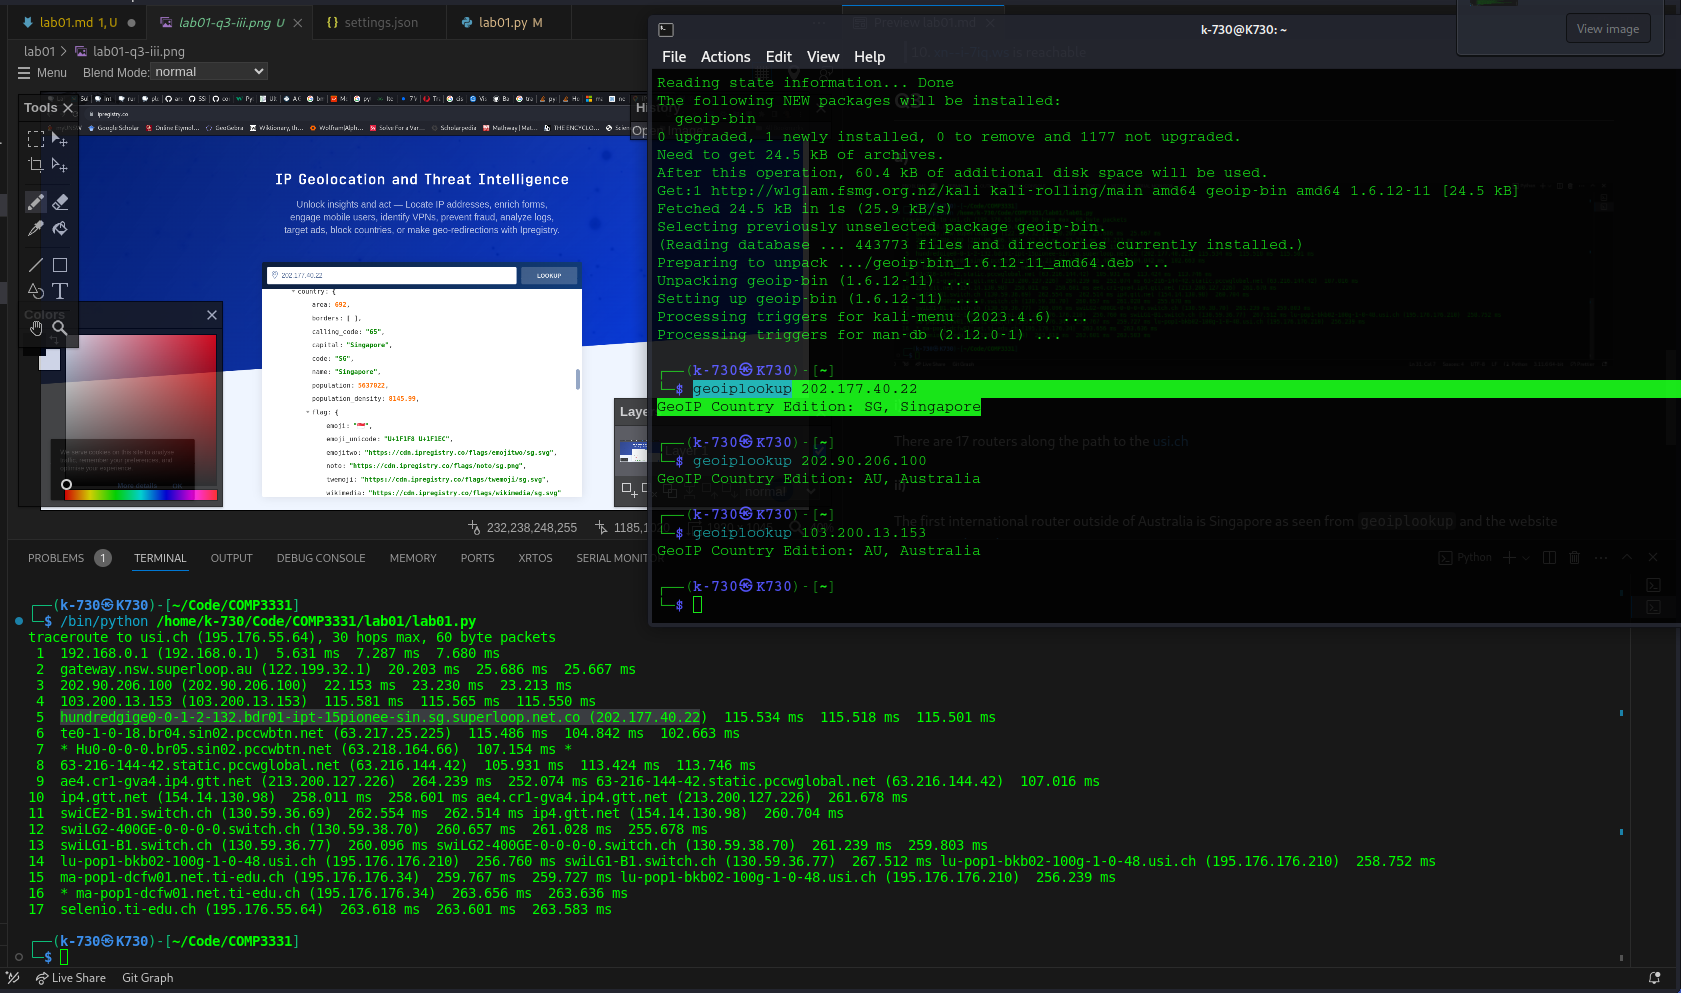 lab01.md 1, U
lab01-q3-iii.png U
settings.json
lab01.py M
Preview lab01.md
View image
k-730@K730: ~
lab01 > lab01-q3-iii.png
Menu Blend Mode: normal
File Actions Edit View Help
Tools
ipregistry.co
Google Scholar
Online Etymol...
GeoGebra
Wiktionary, th...
Wolfram|Alph...
Solve For a Var...
Scholarpedia
Mathway | Mat...
THE ENCYCLO...
IP Geolocation and Threat Intelligence
Unlock insights and act — Locate IP addresses, enrich forms,
engage mobile users, identify VPNs, prevent fraud, analyze logs,
target ads, block countries, or make geo-redirections with Ipregistry.
202.177.40.22 LOOKUP
country: {
area: 692,
borders: [ ],
calling_code: "65",
capital: "Singapore",
code: "SG",
name: "Singapore",
population: 5637022,
population_density: 8145.99,
flag: {
emoji: "🇸🇬",
emoji_unicode: "U+1F1F8 U+1F1EC",
emojitwo: "https://cdn.ipregistry.co/flags/emojitwo/sg.svg",
noto: "https://cdn.ipregistry.co/flags/noto/sg.png",
twemoji: "https://cdn.ipregistry.co/flags/twemoji/sg.svg",
wikimedia: "https://cdn.ipregistry.co/flags/wikimedia/sg.svg"
Colors
Laye
normal
232,238,248,255
Reading state information... Done
The following NEW packages will be installed:
geoip-bin
0 upgraded, 1 newly installed, 0 to remove and 1177 not upgraded.
Need to get 24.5 kB of archives.
After this operation, 60.4 kB of additional disk space will be used.
Get:1 http://wlglam.fsmg.org.nz/kali kali-rolling/main amd64 geoip-bin amd64 1.6.12-11 [24.5 kB]
Fetched 24.5 kB in 1s (25.9 kB/s)
Selecting previously unselected package geoip-bin.
(Reading database ... 443773 files and directories currently installed.)
Preparing to unpack .../geoip-bin_1.6.12-11_amd64.deb ...
Unpacking geoip-bin (1.6.12-11) ...
Setting up geoip-bin (1.6.12-11) ...
Processing triggers for kali-menu (2023.4.6) ...
Processing triggers for man-db (2.12.0-1) ...
┌──(k-730㉿K730)-[~]
└─$ geoiplookup 202.177.40.22
GeoIP Country Edition: SG, Singapore
┌──(k-730㉿K730)-[~]
└─$ geoiplookup 202.90.206.100
GeoIP Country Edition: AU, Australia
┌──(k-730㉿K730)-[~]
└─$ geoiplookup 103.200.13.153
GeoIP Country Edition: AU, Australia
┌──(k-730㉿K730)-[~]
└─$
There are 17 routers along the path to the usi.ch
The first international router outside of Australia is Singapore as seen from geoiplookup and the website
PROBLEMS 1 TERMINAL OUTPUT DEBUG CONSOLE MEMORY PORTS XRTOS SERIAL MONIT
Python
┌──(k-730㉿K730)-[~/Code/COMP3331]
└─$ /bin/python /home/k-730/Code/COMP3331/lab01/lab01.py
traceroute to usi.ch (195.176.55.64), 30 hops max, 60 byte packets
1 192.168.0.1 (192.168.0.1) 5.631 ms 7.287 ms 7.680 ms
2 gateway.nsw.superloop.au (122.199.32.1) 20.203 ms 25.686 ms 25.667 ms
3 202.90.206.100 (202.90.206.100) 22.153 ms 23.230 ms 23.213 ms
4 103.200.13.153 (103.200.13.153) 115.581 ms 115.565 ms 115.550 ms
5 hundredgige0-0-1-2-132.bdr01-ipt-15pionee-sin.sg.superloop.net.co (202.177.40.22) 115.534 ms 115.518 ms 115.501 ms
6 te0-1-0-18.br04.sin02.pccwbtn.net (63.217.25.225) 115.486 ms 104.842 ms 102.663 ms
7 * Hu0-0-0-0.br05.sin02.pccwbtn.net (63.218.164.66) 107.154 ms *
8 63-216-144-42.static.pccwglobal.net (63.216.144.42) 105.931 ms 113.424 ms 113.746 ms
9 ae4.cr1-gva4.ip4.gtt.net (213.200.127.226) 264.239 ms 252.074 ms 63-216-144-42.static.pccwglobal.net (63.216.144.42) 107.016 ms
10 ip4.gtt.net (154.14.130.98) 258.011 ms 258.601 ms ae4.cr1-gva4.ip4.gtt.net (213.200.127.226) 261.678 ms
11 swiCE2-B1.switch.ch (130.59.36.69) 262.554 ms 262.514 ms ip4.gtt.net (154.14.130.98) 260.704 ms
12 swiLG2-400GE-0-0-0-0.switch.ch (130.59.38.70) 260.657 ms 261.028 ms 255.678 ms
13 swiLG1-B1.switch.ch (130.59.36.77) 260.096 ms swiLG2-400GE-0-0-0-0.switch.ch (130.59.38.70) 261.239 ms 259.803 ms
14 lu-pop1-bkb02-100g-1-0-48.usi.ch (195.176.176.210) 256.760 ms swiLG1-B1.switch.ch (130.59.36.77) 267.512 ms lu-pop1-bkb02-100g-1-0-48.usi.ch (195.176.176.210) 258.752 ms
15 ma-pop1-dcfw01.net.ti-edu.ch (195.176.176.34) 259.767 ms 259.727 ms lu-pop1-bkb02-100g-1-0-48.usi.ch (195.176.176.210) 256.239 ms
16 * ma-pop1-dcfw01.net.ti-edu.ch (195.176.176.34) 263.656 ms 263.636 ms
17 selenio.ti-edu.ch (195.176.55.64) 263.618 ms 263.601 ms 263.583 ms
┌──(k-730㉿K730)-[~/Code/COMP3331]
└─$
Live Share Git Graph